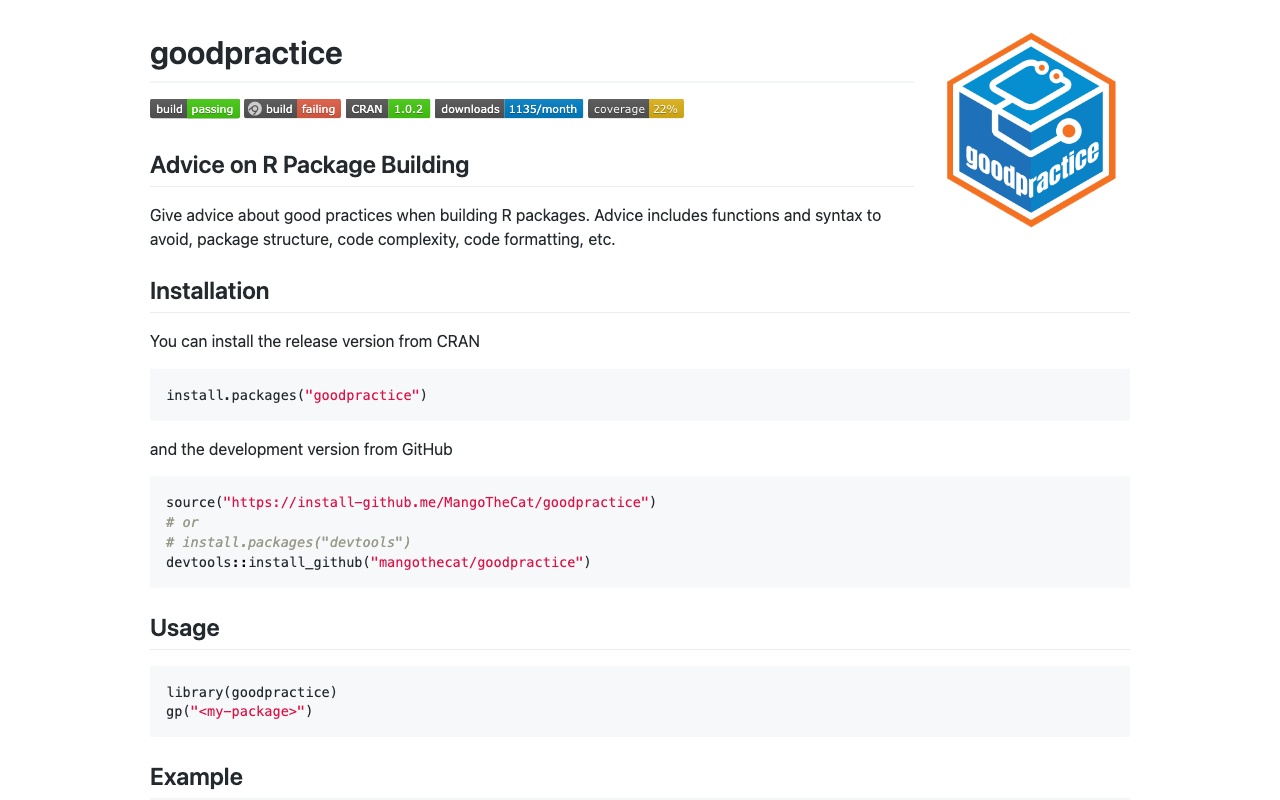 goodpractice
build passing build failing CRAN 1.0.2 downloads 1135/month coverage 22%
goodpractice
Advice on R Package Building
Give advice about good practices when building R packages. Advice includes functions and syntax to
avoid, package structure, code complexity, code formatting, etc.
Installation
You can install the release version from CRAN
install.packages("goodpractice")
and the development version from GitHub
source("https://install-github.me/MangoTheCat/goodpractice")
# or
# install.packages("devtools")
devtools::install_github("mangothecat/goodpractice")
Usage
library(goodpractice)
gp("<my-package>")
Example